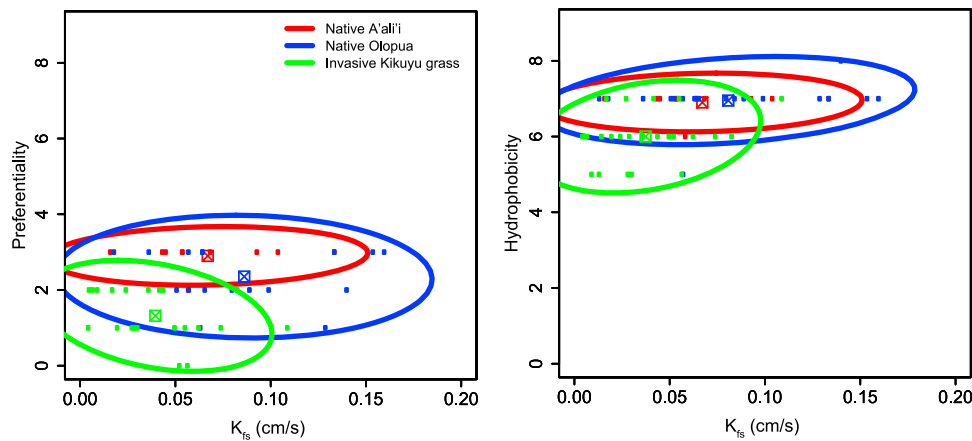 Native A'ali'i
Native Olopua
Invasive Kikuyu grass
Preferentiality
8
6
4
2
0
0.00 0.05 0.10 0.15 0.20
K_fs (cm/s)
Hydrophobicity
8
6
4
2
0
0.00 0.05 0.10 0.15 0.20
K_fs (cm/s)